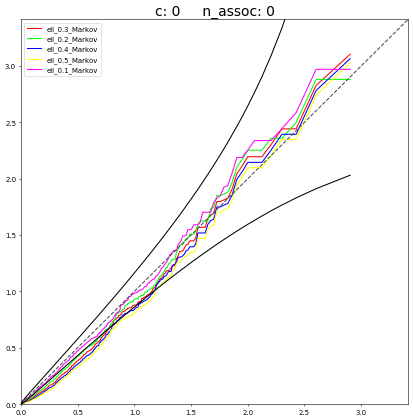 c: 0 n_assoc: 0
ell_0.3_Markov
ell_0.2_Markov
ell_0.4_Markov
ell_0.5_Markov
ell_0.1_Markov
3.0
2.5
2.0
1.5
1.0
0.5
0.0
0.0 0.5 1.0 1.5 2.0 2.5 3.0